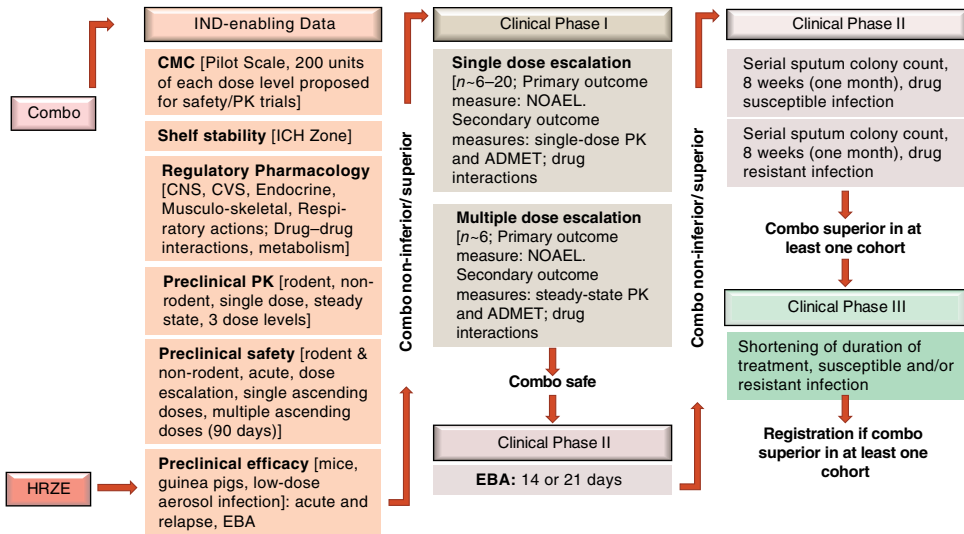 Combo
HRZE
IND-enabling Data
CMC [Pilot Scale, 200
units of each dose level proposed
for safety/PK trials]
Shelf stability [ICH Zone]
Regulatory Pharmacology
[CNS, CVS, Endocrine,
Musculo-skeletal, Respi-
ratory actions; Drug–drug
interactions, metabolism]
Preclinical PK [rodent, non-
rodent, single dose, steady
state, 3 dose levels]
Preclinical safety [rodent &
non-rodent, acute, dose
escalation, single ascending
doses, multiple ascending
doses (90 days)]
Preclinical efficacy [mice,
guinea pigs, low-dose
aerosol infection]: acute and
relapse, EBA
Combo non-inferior/ superior
Clinical Phase I
Single dose escalation
[n~6–20; Primary outcome
measure: NOAEL.
Secondary outcome
measures: single-dose PK
and ADMET; drug
interactions
Multiple dose escalation
[n~6; Primary outcome
measure: NOAEL.
Secondary outcome
measures: steady-state PK
and ADMET; drug
interactions
Combo safe
Clinical Phase II
EBA: 14 or 21 days
Combo non-inferior/ superior
Clinical Phase II
Serial sputum colony count,
8 weeks (one month), drug
susceptible infection
Serial sputum colony count,
8 weeks (one month), drug
resistant infection
Combo superior in at
least one cohort
Clinical Phase III
Shortening of duration of
treatment, susceptible and/or
resistant infection
Registration if combo
superior in at least one
cohort